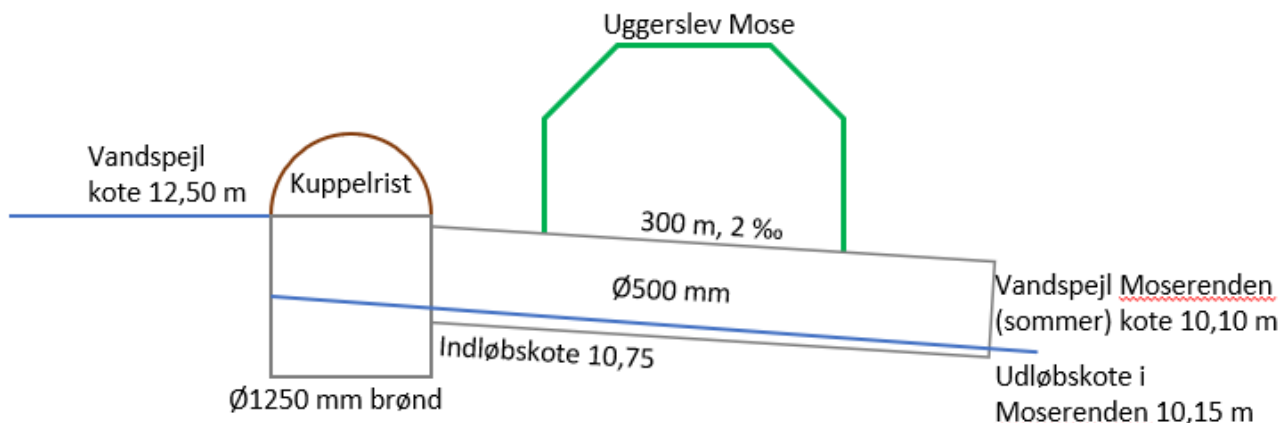 Uggerslev Mose
Vandspejl
kote 12,50 m
Kuppelrist
300 m, 2 ‰
Ø500 mm
Vandspejl Moserenden
(sommer) kote 10,10 m
Indløbskote 10,75
Udløbskote i
Moserenden 10,15 m
Ø1250 mm brønd